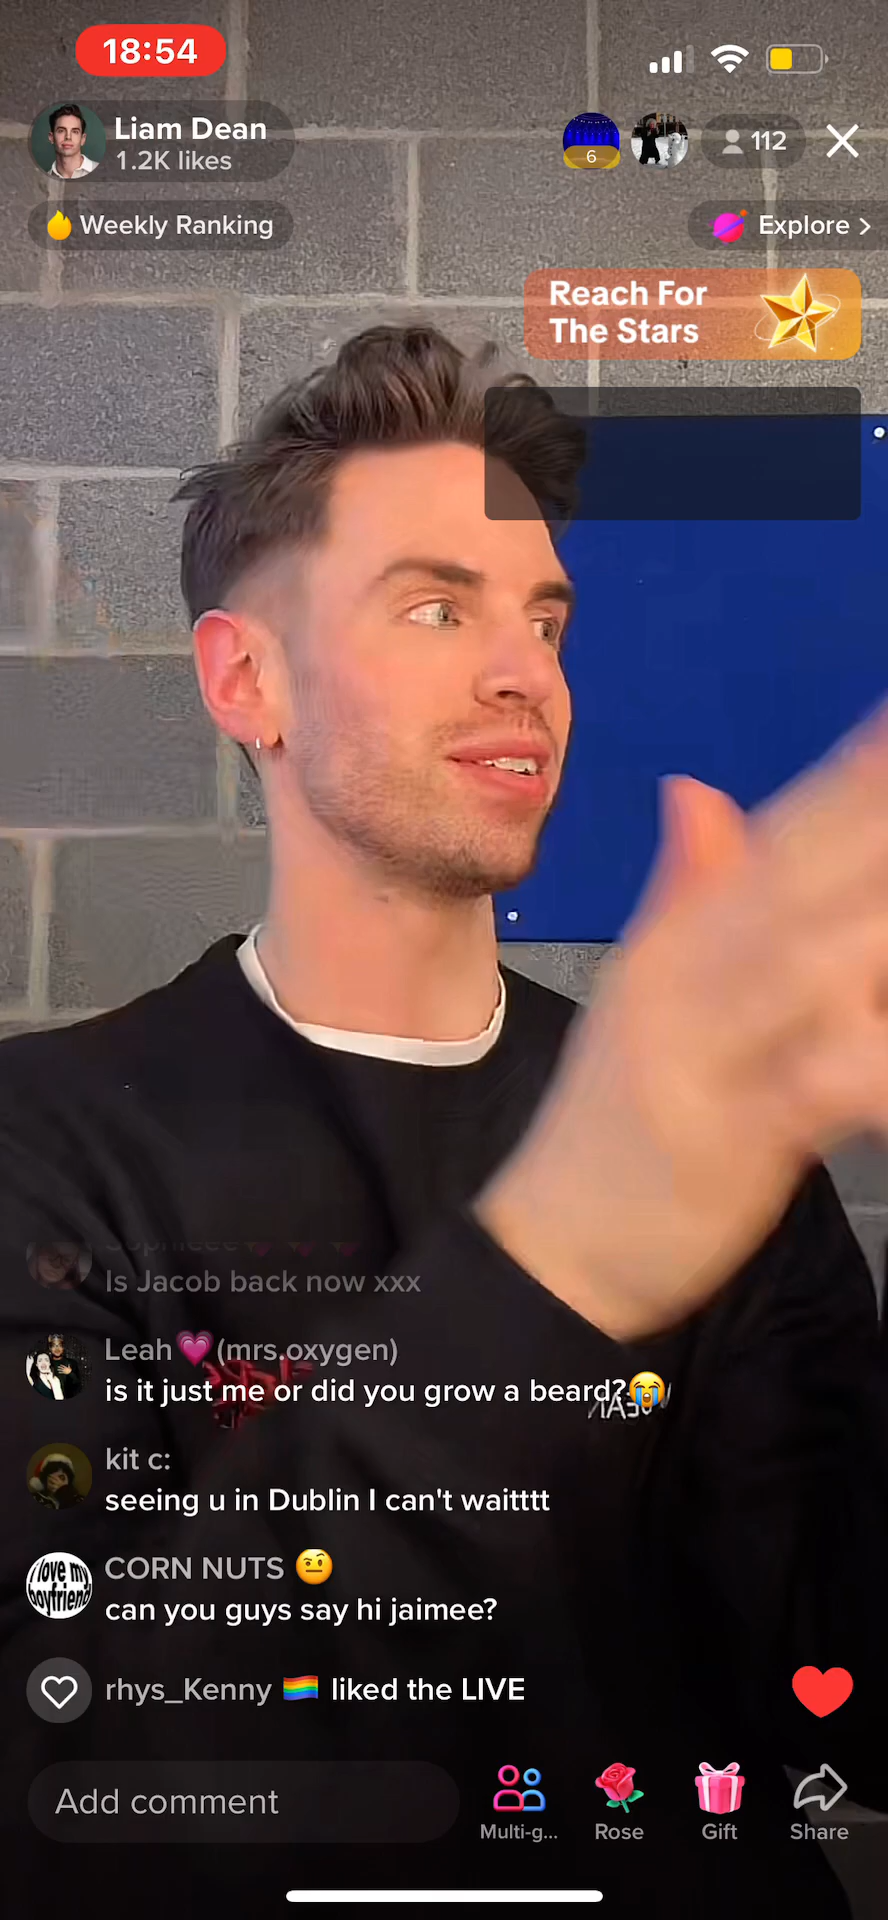 18:54
Liam Dean
1.2K likes
6
112
Weekly Ranking
Explore >
Reach For
The Stars
Is Jacob back now xxx
Leah💗(mrs.oxygen)
is it just me or did you grow a beard?😭
kit c:
seeing u in Dublin I can't waitttt
i love my
boyfriend
CORN NUTS 🤨
can you guys say hi jaimee?
rhys_Kenny 🏳️‍🌈 liked the LIVE
Add comment
Multi-g...
Rose
Gift
Share